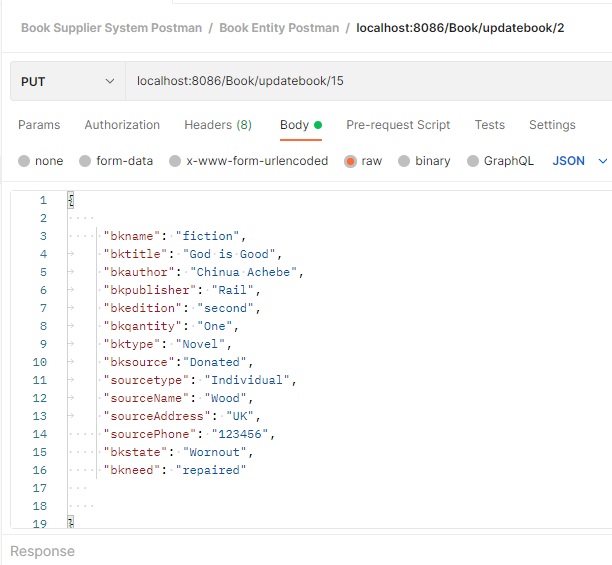 Book Supplier System Postman / Book Entity Postman / localhost:8086/Book/updatebook/2
PUT localhost:8086/Book/updatebook/15
Params Authorization Headers (8) Body Pre-request Script Tests Settings
none form-data x-www-form-urlencoded raw binary GraphQL JSON
1 {
2
3 "bkname": "fiction",
4 "bktitle": "God is Good",
5 "bkauthor": "Chinua Achebe",
6 "bkpublisher": "Rail",
7 "bkedition": "second",
8 "bkqantity": "One",
9 "bktype": "Novel",
10 "bksource":"Donated",
11 "sourcetype": "Individual",
12 "sourceName": "Wood",
13 "sourceAddress": "UK",
14 "sourcePhone": "123456",
15 "bkstate": "Wornout",
16 "bkneed": "repaired"
17
18
19 }
Response